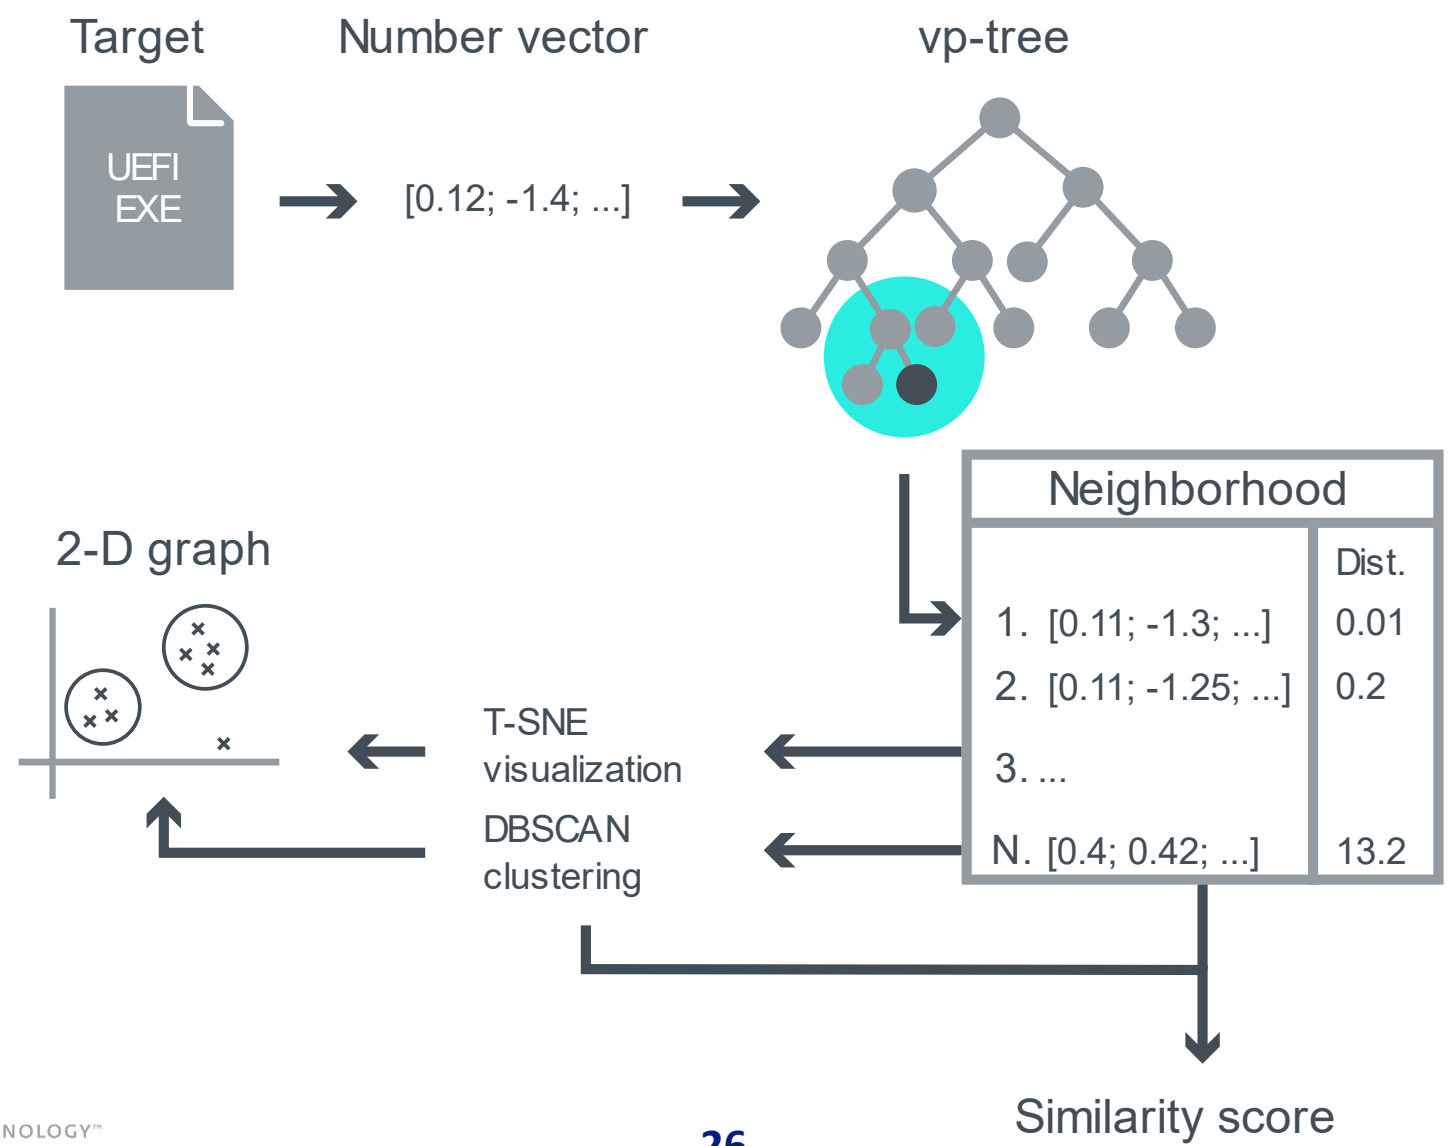 Target
Number vector
vp-tree
UEFI
EXE
[0.12; -1.4; ...]
Neighborhood
Dist.
1. [0.11; -1.3; ...] 0.01
2. [0.11; -1.25; ...] 0.2
3. ...
N. [0.4; 0.42; ...] 13.2
2-D graph
T-SNE
visualization
DBSCAN
clustering
Similarity score
NOLOGY™
26